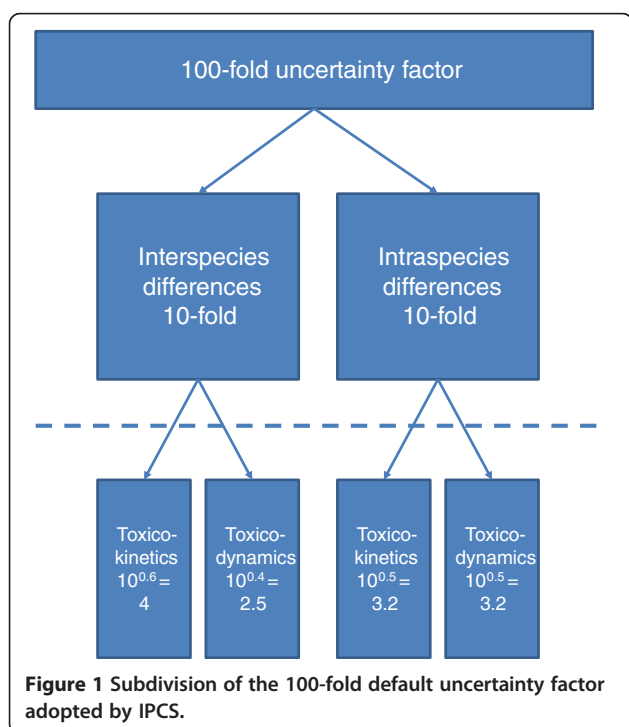 100-fold uncertainty factor
Interspecies
differences
10-fold
Intraspecies
differences
10-fold
Toxico-
kinetics
10^0.6 =
4
Toxico-
dynamics
10^0.4 =
2.5
Toxico-
kinetics
10^0.5 =
3.2
Toxico-
dynamics
10^0.5 =
3.2
Figure 1 Subdivision of the 100-fold default uncertainty factor
adopted by IPCS.